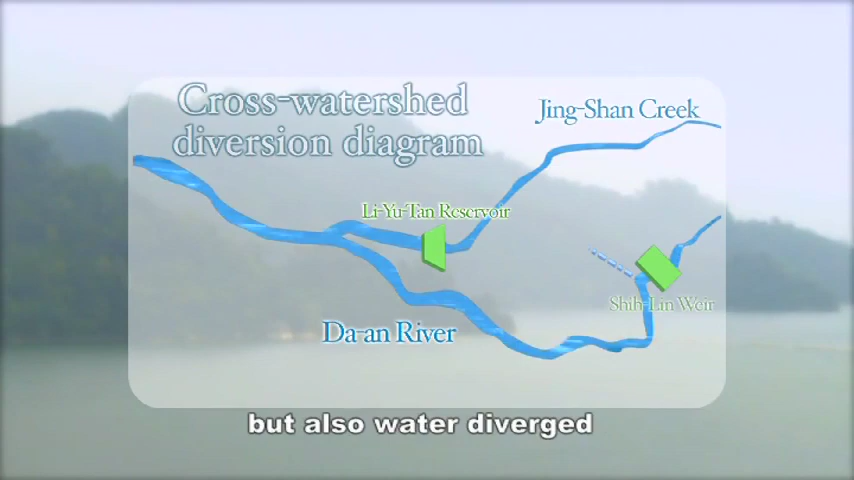 Cross-watershed
diversion diagram
Jing-Shan Creek
Li-Yu-Tan Reservoir
Shih-Lin Weir
Da-an River
but also water diverged